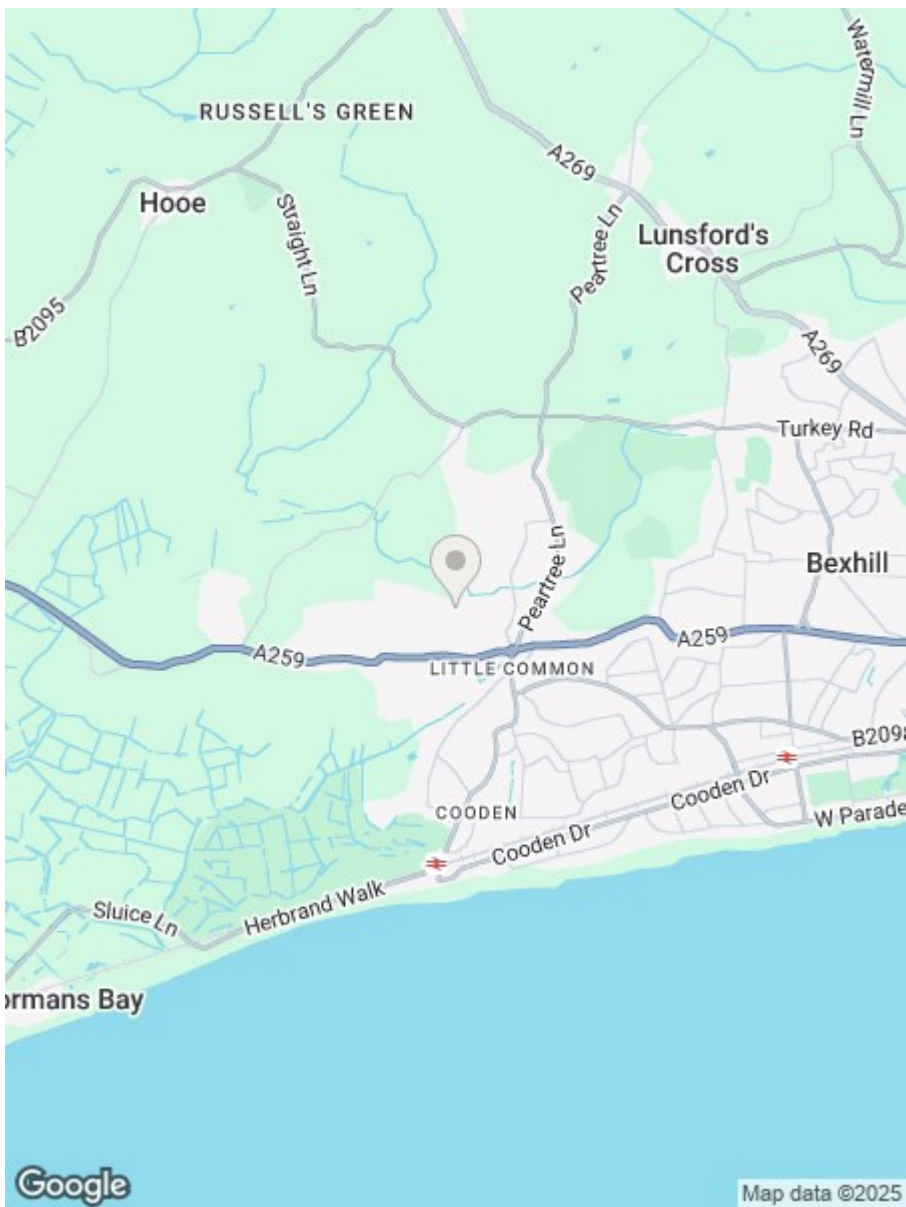 Watermill Ln
RUSSELL'S GREEN
A269
Hooe
Straight Ln
Peartree Ln
Lunsford's
Cross
B2095
A269
Turkey Rd
Peartree Ln
Bexhill
A259
A259
LITTLE COMMON
B2098
Cooden Dr
COODEN
W Parade
Cooden Dr
Herbrand Walk
Sluice Ln
ormans Bay
Google
Map data ©2025